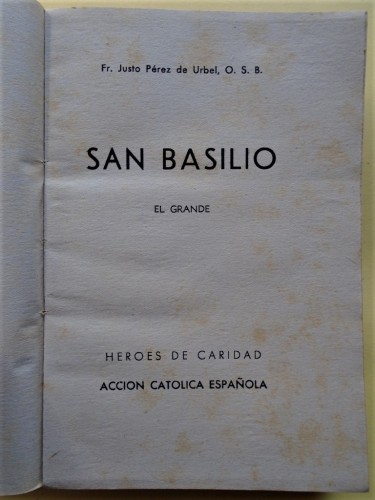 Fr. Justo Pérez de Urbel, O. S. B.
SAN BASILIO
EL GRANDE
HEROES DE CARIDAD
ACCION CATOLICA ESPAÑOLA